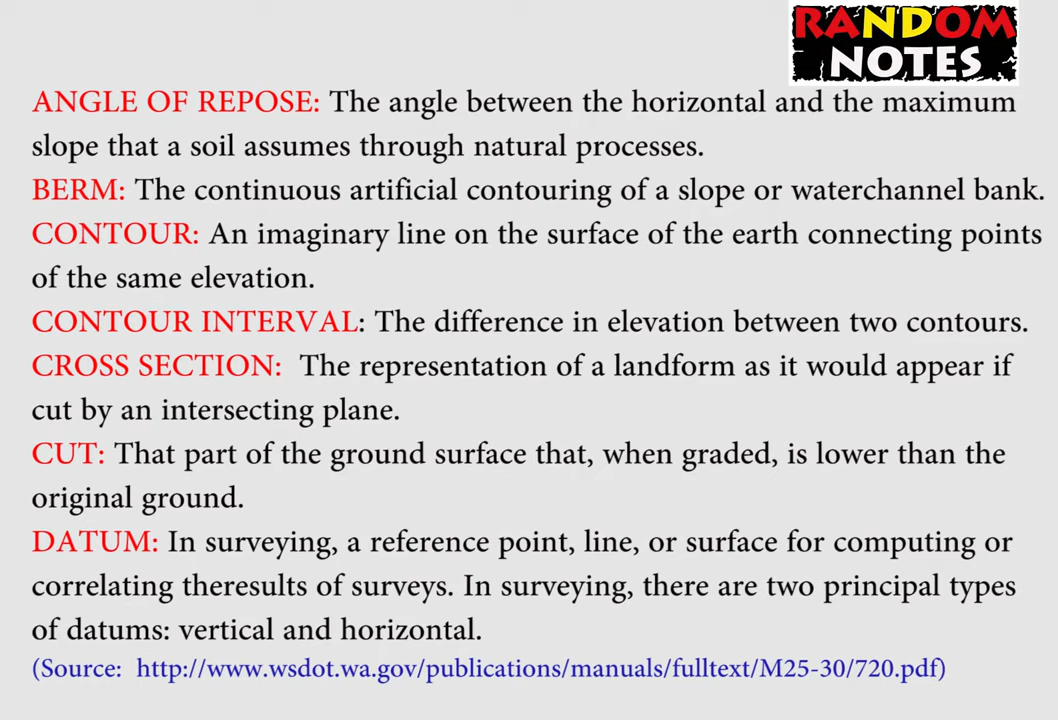 RANDOM
NOTES
ANGLE OF REPOSE: The angle between the horizontal and the maximum
slope that a soil assumes through natural processes.
BERM: The continuous artificial contouring of a slope or waterchannel bank.
CONTOUR: An imaginary line on the surface of the earth connecting points
of the same elevation.
CONTOUR INTERVAL: The difference in elevation between two contours.
CROSS SECTION: The representation of a landform as it would appear if
cut by an intersecting plane.
CUT: That part of the ground surface that, when graded, is lower than the
original ground.
DATUM: In surveying, a reference point, line, or surface for computing or
correlating theresults of surveys. In surveying, there are two principal types
of datums: vertical and horizontal.
(Source: http://www.wsdot.wa.gov/publications/manuals/fulltext/M25-30/720.pdf)